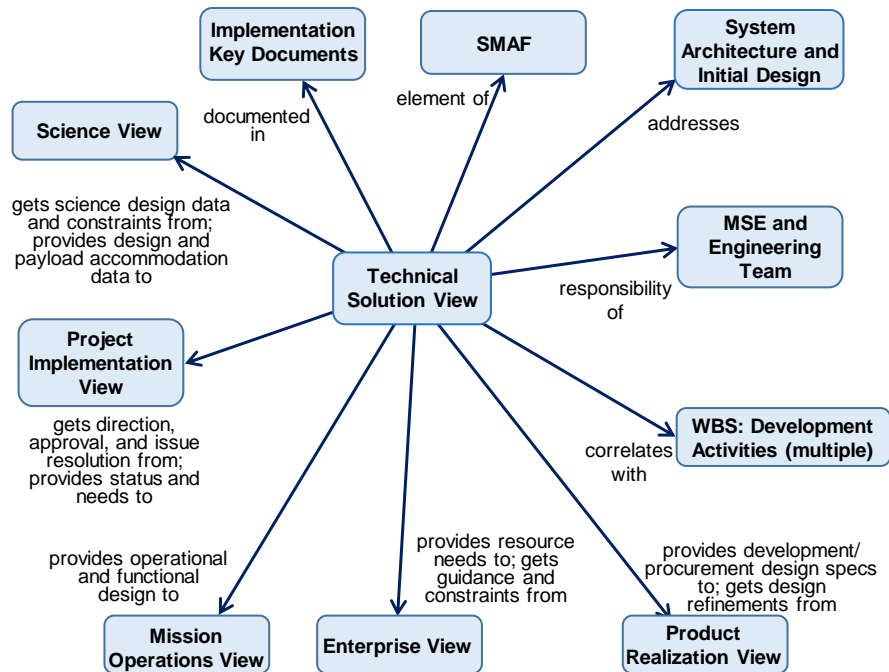 Implementation
Key Documents
SMAF
System
Architecture and
Initial Design
element of
documented
in
addresses
Science View
gets science design data
and constraints from;
provides design and
payload accommodation
data to
MSE and
Engineering
Team
Technical
Solution View
responsibility
of
Project
Implementation
View
gets direction,
approval, and issue
resolution from;
provides status and
needs to
WBS: Development
Activities (multiple)
correlates
with
provides operational
and functional
design to
provides resource
needs to; gets
guidance and
constraints from
provides development/
procurement design specs
to; gets design
refinements from
Mission
Operations View
Enterprise View
Product
Realization View